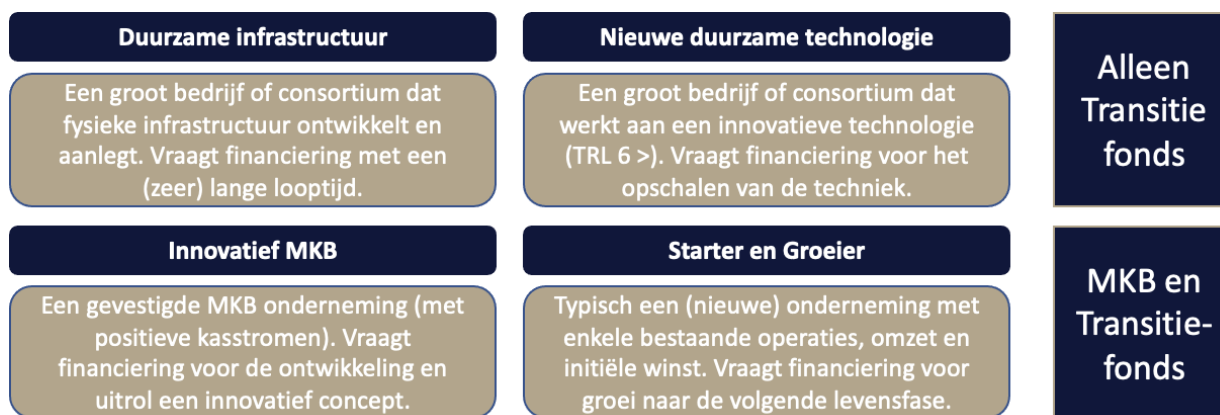 Duurzame infrastructuur
Een groot bedrijf of consortium dat
fysieke infrastructuur ontwikkelt en
aanlegt. Vraagt financiering met een
(zeer) lange looptijd.
Nieuwe duurzame technologie
Een groot bedrijf of consortium dat
werkt aan een innovatieve technologie
(TRL 6 >). Vraagt financiering voor het
opschalen van de techniek.
Alleen
Transitie
fonds
Innovatief MKB
Een gevestigde MKB onderneming (met
positieve kasstromen). Vraagt
financiering voor de ontwikkeling en
uitrol een innovatief concept.
Starter en Groeier
Typisch een (nieuwe) onderneming met
enkele bestaande operaties, omzet en
initiële winst. Vraagt financiering voor
groei naar de volgende levensfase.
MKB en
Transitie-
fonds